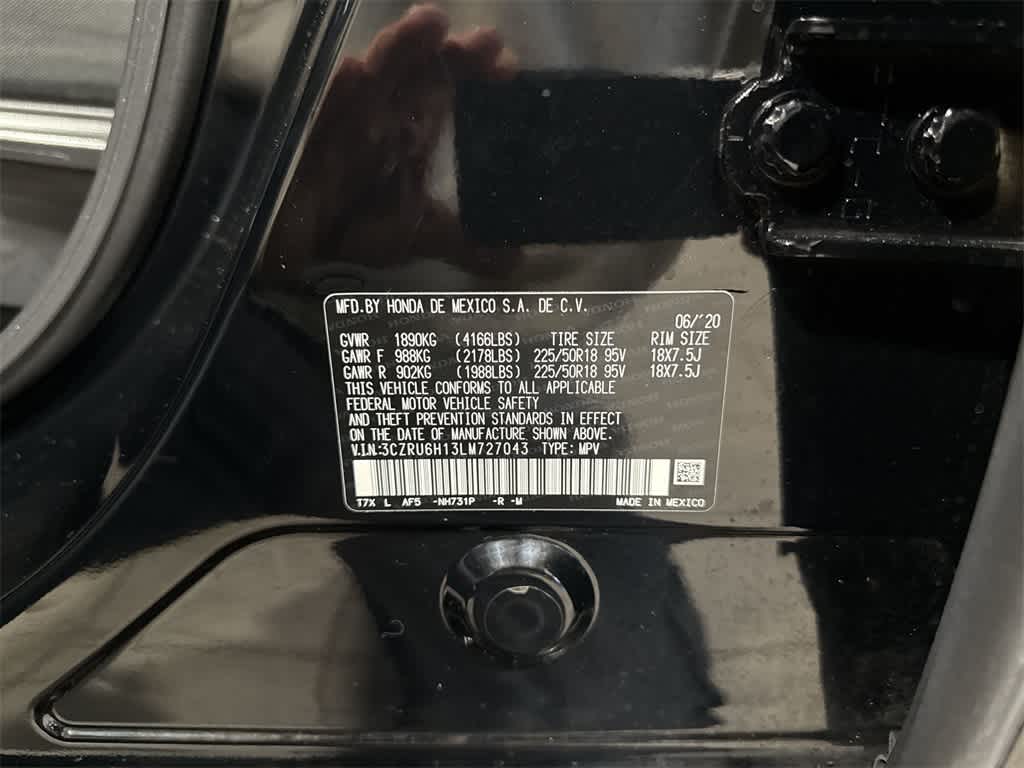 MFD.BY HONDA DE MEXICO S.A. DE C.V.
06/'20
GVWR 1890KG (4166LBS) TIRE SIZE RIM SIZE
GAWR F 988KG (2178LBS) 225/50R18 95V 18X7.5J
GAWR R 902KG (1988LBS) 225/50R18 95V 18X7.5J
THIS VEHICLE CONFORMS TO ALL APPLICABLE
FEDERAL MOTOR VEHICLE SAFETY
AND THEFT PREVENTION STANDARDS IN EFFECT
ON THE DATE OF MANUFACTURE SHOWN ABOVE.
V.I.N:3CZRU6H13LM727043 TYPE: MPV
T7X L AF5 -NH731P -R -M MADE IN MEXICO